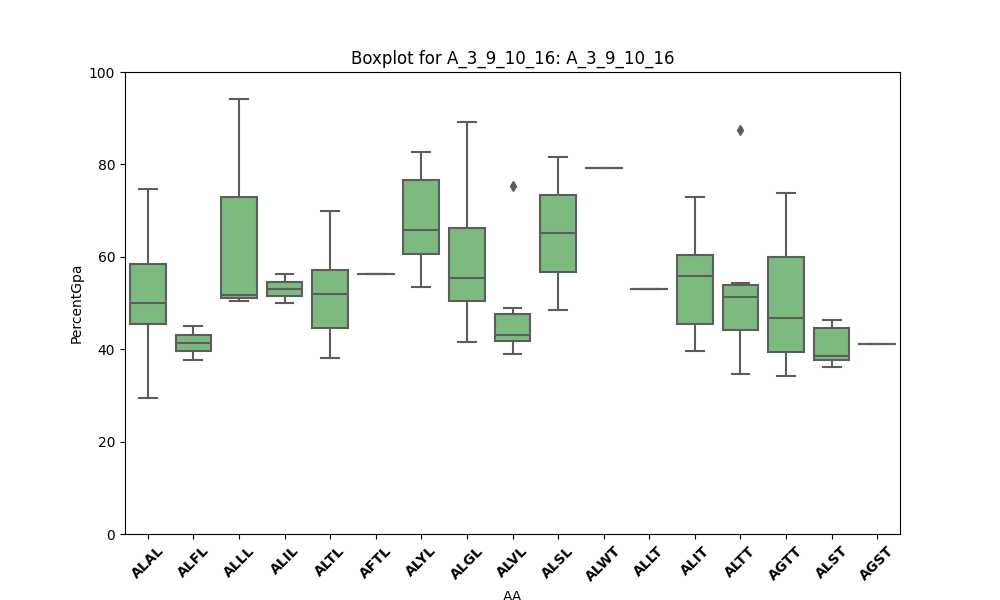 Boxplot for A_3_9_10_16: A_3_9_10_16
100
80
60
40
20
0
PercentGpa
ALAL ALFL ALLL ALIL ALTL AFTL ALYL ALGL ALVL ALSL ALWT ALLT ALIT ALTT AGTT ALST AGST
AA